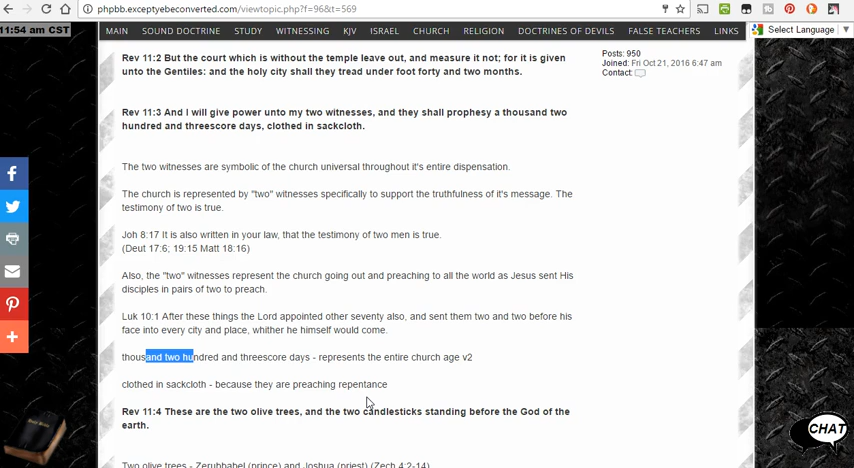 phpbb.exceptyebeconverted.com/viewtopic.php?f=96&t=569
11:54 am CST
MAIN SOUND DOCTRINE STUDY WITNESSING KJV ISRAEL CHURCH RELIGION DOCTRINES OF DEVILS FALSE TEACHERS LINKS
Select Language
Rev 11:2 But the court which is without the temple leave out, and measure it not; for it is given
unto the Gentiles: and the holy city shall they tread under foot forty and two months.
Posts: 950
Joined: Fri Oct 21, 2016 6:47 am
Contact:
Rev 11:3 And I will give power unto my two witnesses, and they shall prophesy a thousand two
hundred and threescore days, clothed in sackcloth.
The two witnesses are symbolic of the church universal throughout it's entire dispensation.
The church is represented by "two" witnesses specifically to support the truthfulness of it's message. The
testimony of two is true.
Joh 8:17 It is also written in your law, that the testimony of two men is true.
(Deut 17:6; 19:15 Matt 18:16)
Also, the "two" witnesses represent the church going out and preaching to all the world as Jesus sent His
disciples in pairs of two to preach.
Luk 10:1 After these things the Lord appointed other seventy also, and sent them two and two before his
face into every city and place, whither he himself would come.
thousand two hundred and threescore days - represents the entire church age v2
clothed in sackcloth - because they are preaching repentance
Rev 11:4 These are the two olive trees, and the two candlesticks standing before the God of the
earth.
Two olive trees - Zerubbabel (prince) and Joshua (priest) (Zech 4:2-14)
CHAT